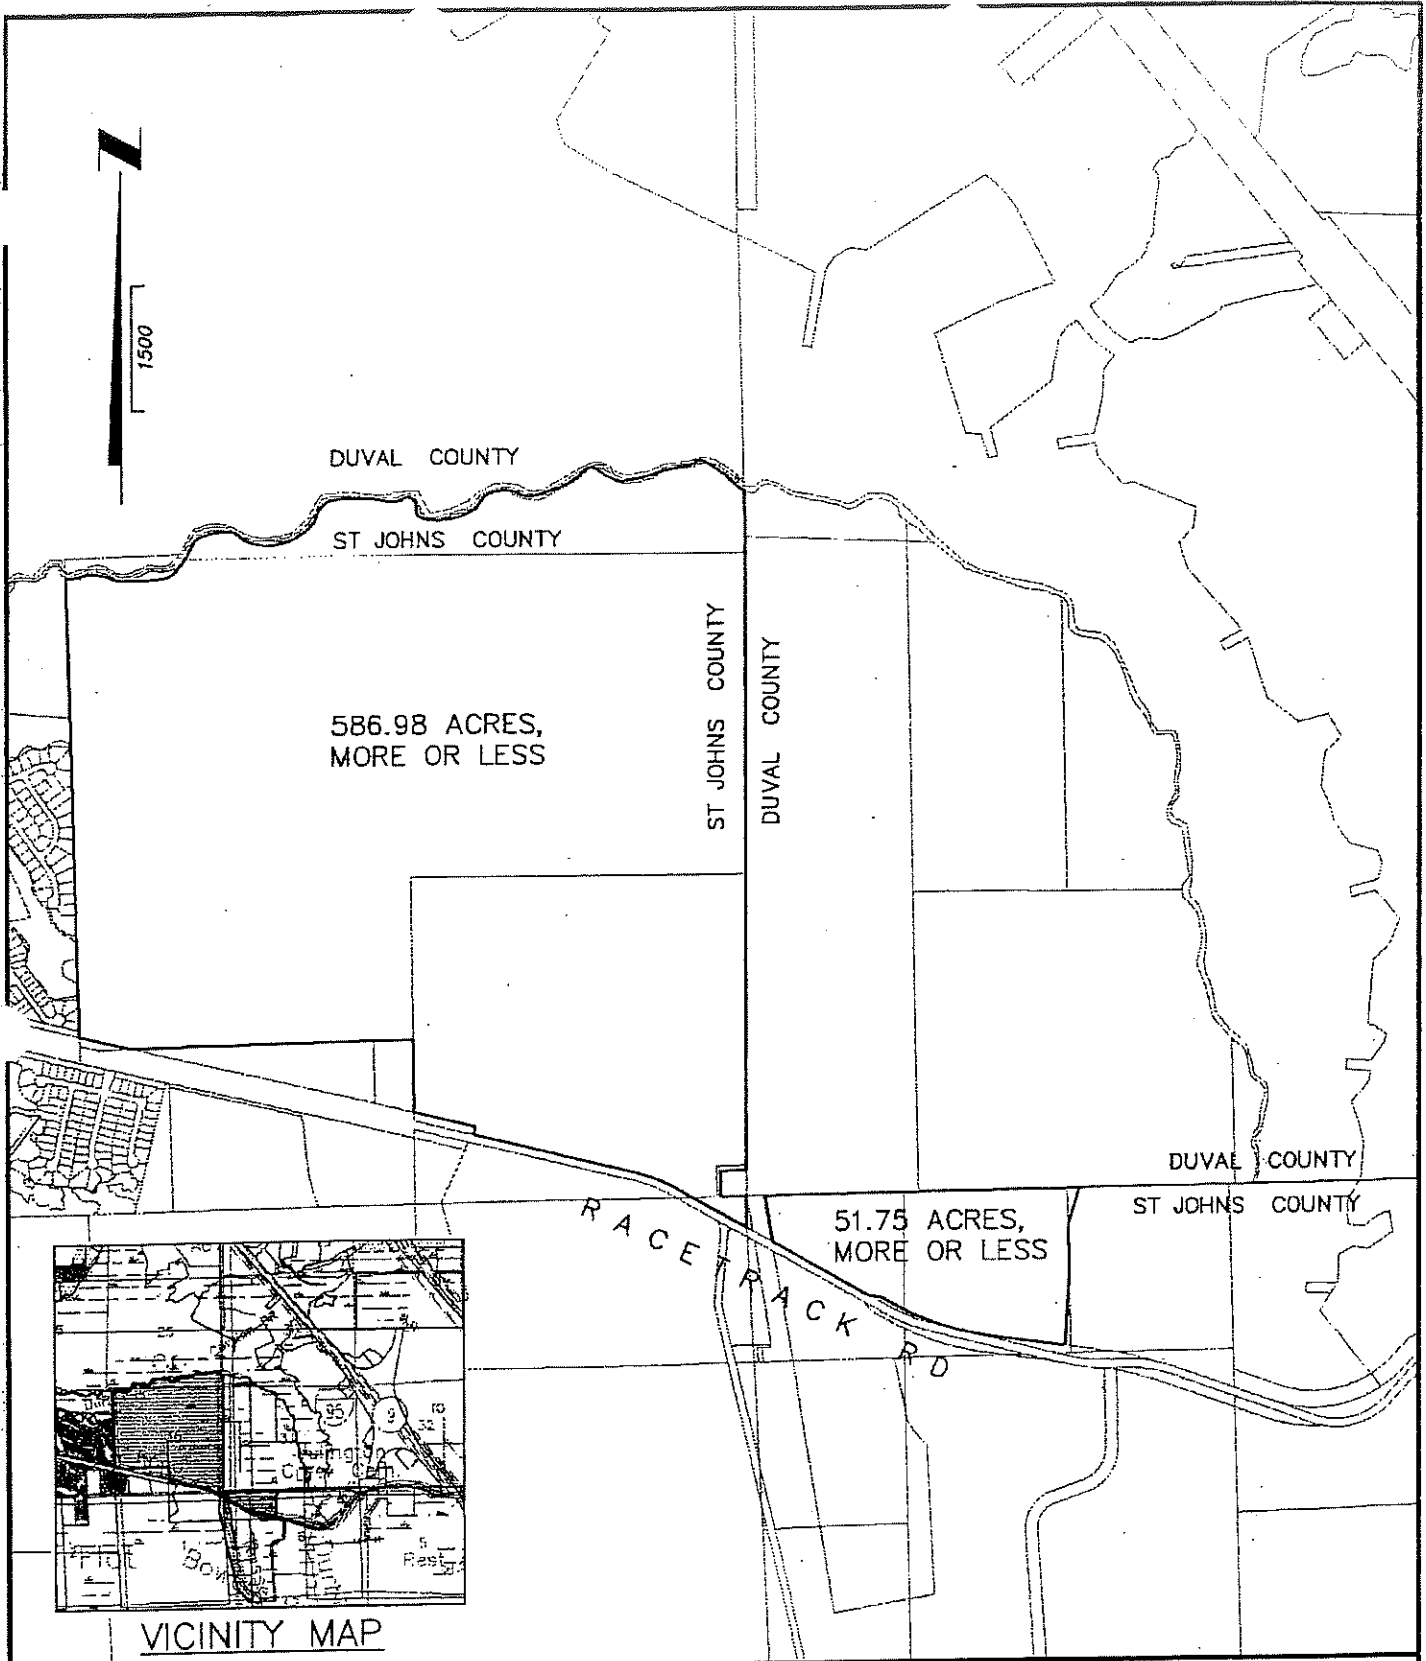 N
1500
DUVAL COUNTY
ST JOHNS COUNTY
ST JOHNS COUNTY
DUVAL COUNTY
586.98 ACRES,
MORE OR LESS
DUVAL COUNTY
ST JOHNS COUNTY
51.75 ACRES,
MORE OR LESS
RACETRACK RD
95
9
VICINITY MAP